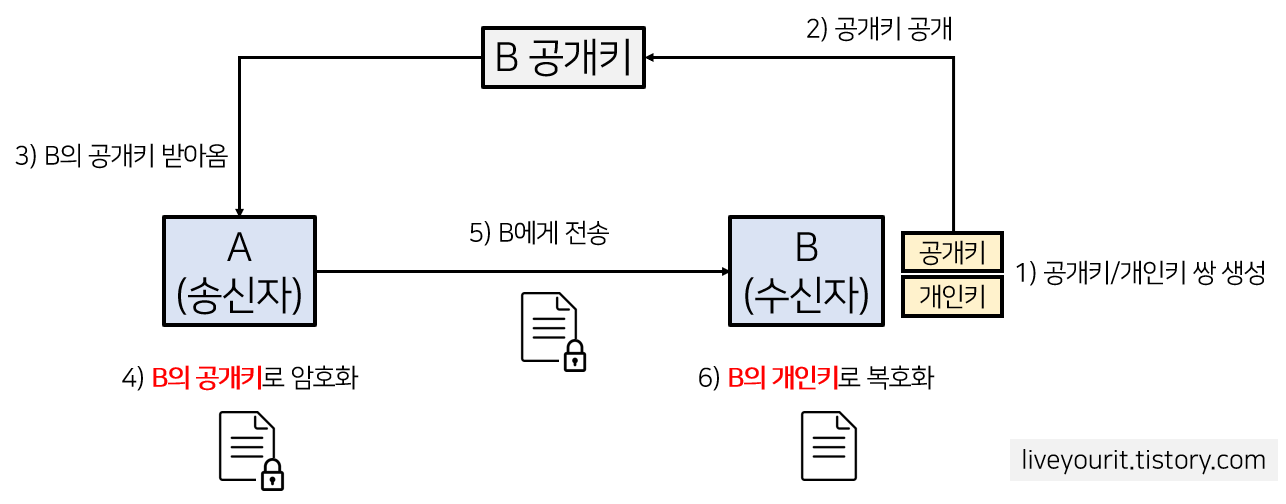 2) 공개키 공개
B 공개키
3) B의 공개키 받아옴
A
(송신자)
5) B에게 전송
B
(수신자)
공개키
개인키
1) 공개키/개인키 쌍 생성
4) B의 공개키로 암호화
6) B의 개인키로 복호화
liveyourit.tistory.com